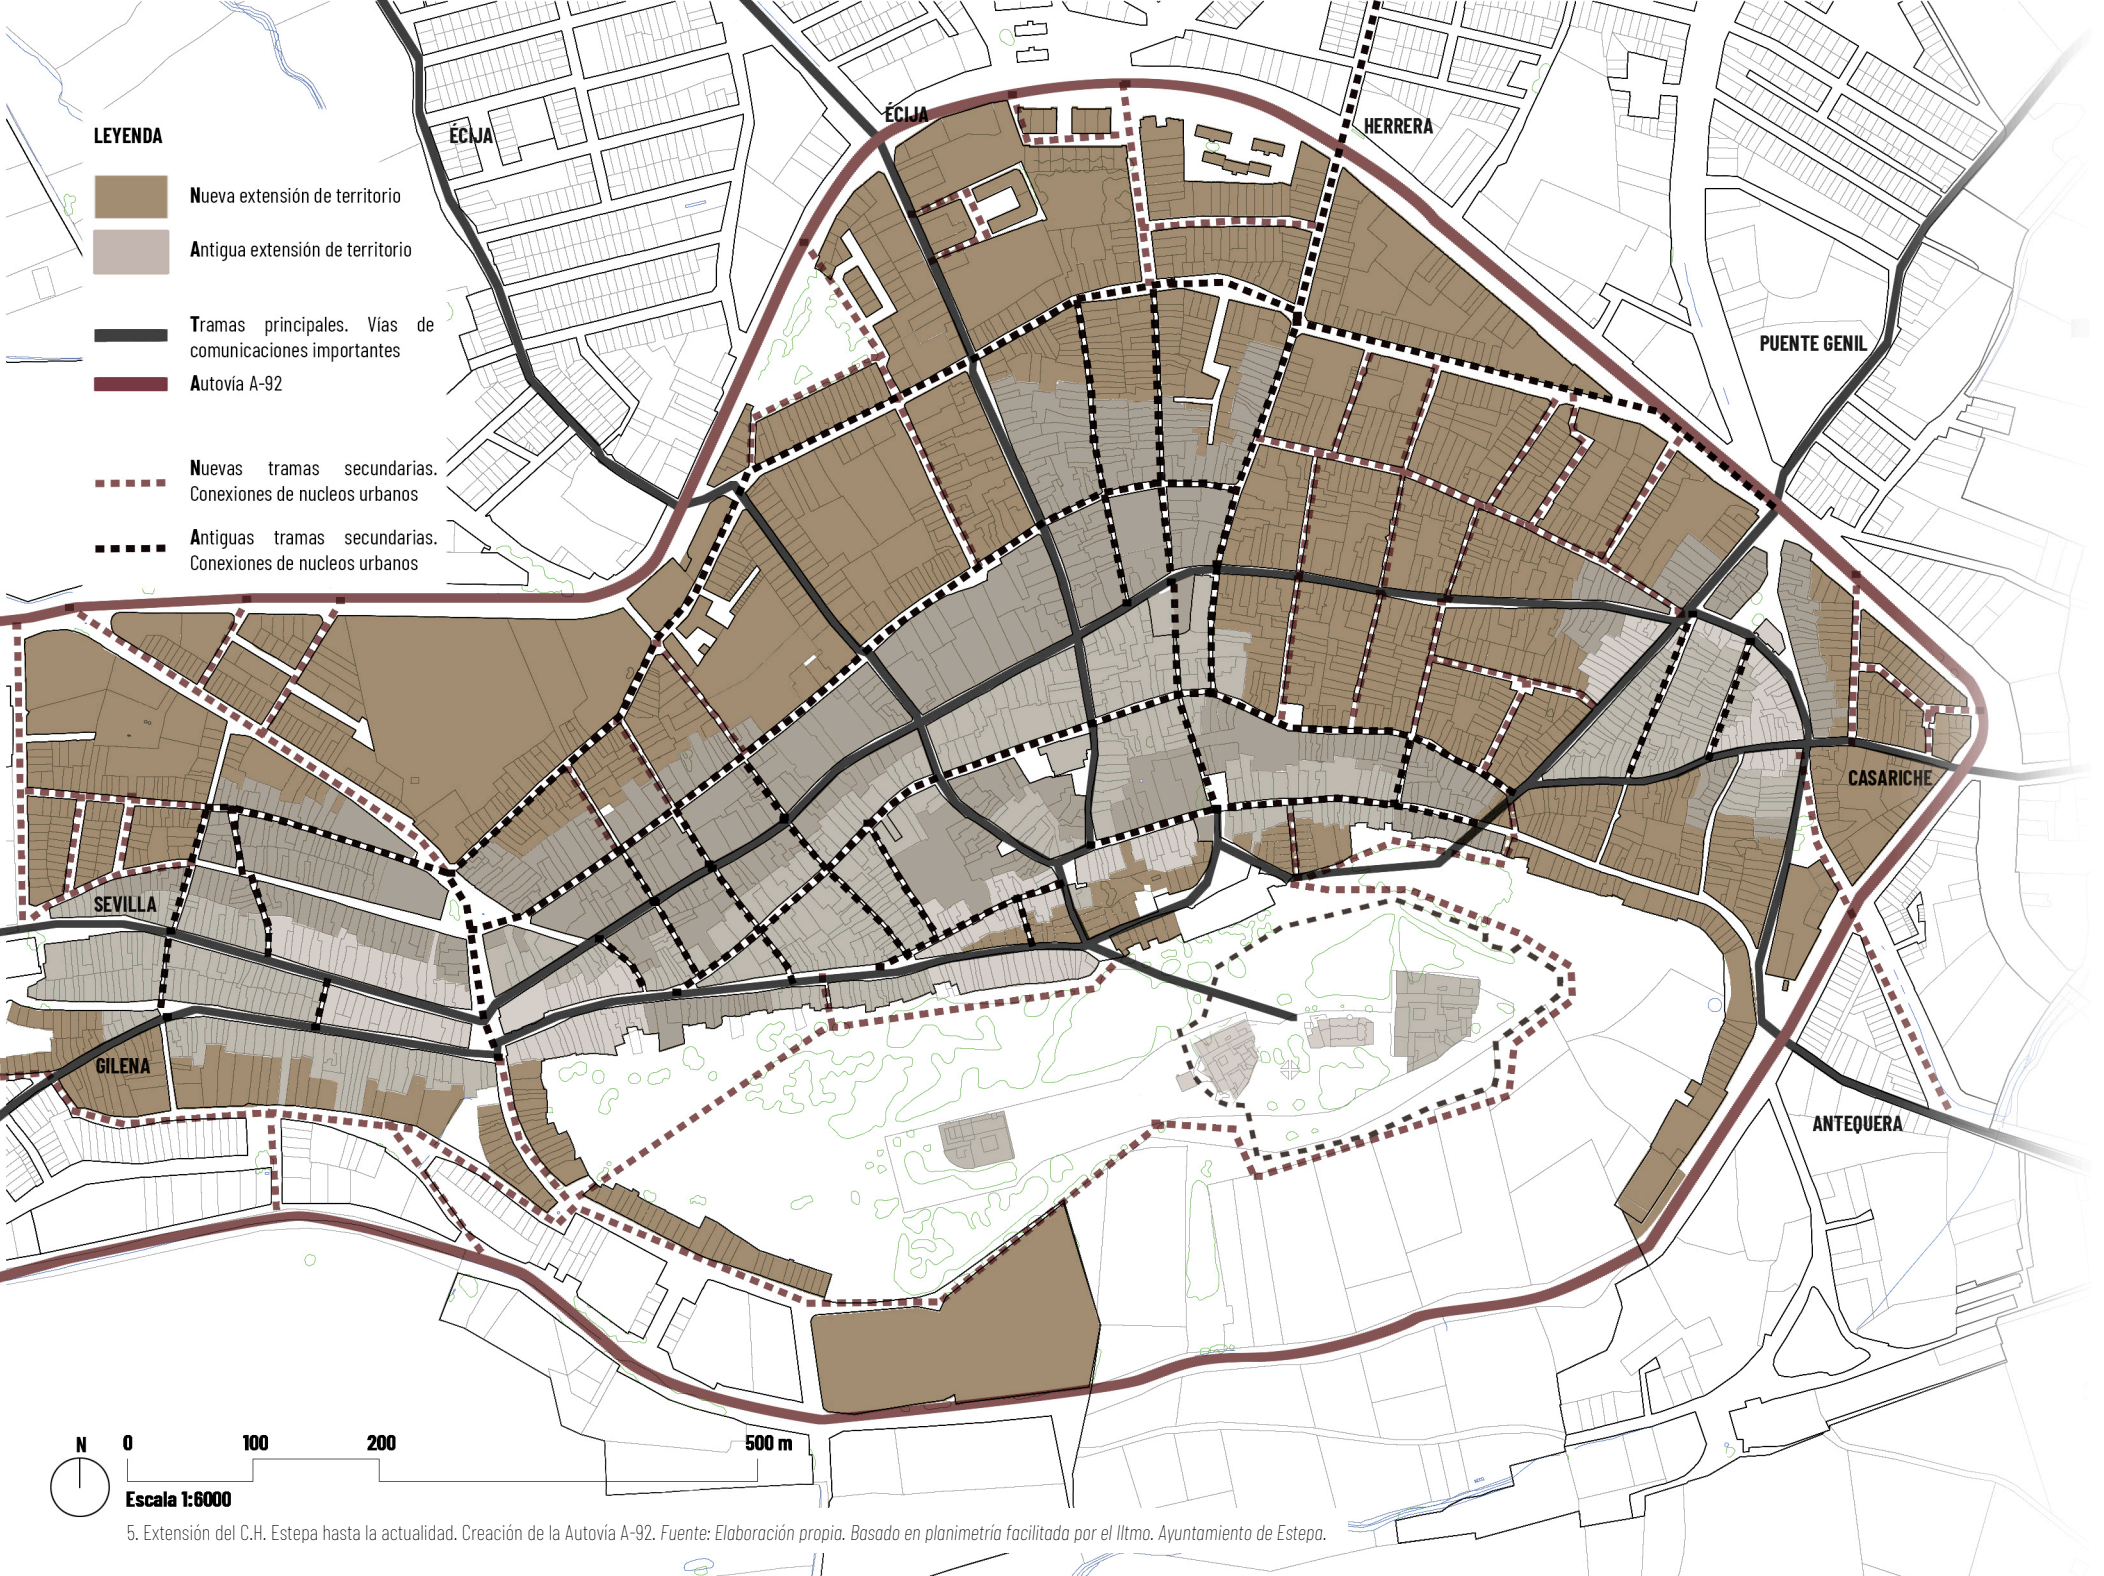 ÉCIJA
ÉCIJA
HERRERA
LEYENDA
Nueva extensión de territorio
Antigua extensión de territorio
Tramas principales. Vías de
comunicaciones importantes
Autovía A-92
Nuevas tramas secundarias.
Conexiones de nucleos urbanos
Antiguas tramas secundarias.
Conexiones de nucleos urbanos
PUENTE GENIL
CASARICHE
SEVILLA
GILENA
ANTEQUERA
N
0 100 200 500 m
Escala 1:6000
5. Extensión del C.H. Estepa hasta la actualidad. Creación de la Autovía A-92. Fuente: Elaboración propia. Basado en planimetría facilitada por el Iltmo. Ayuntamiento de Estepa.